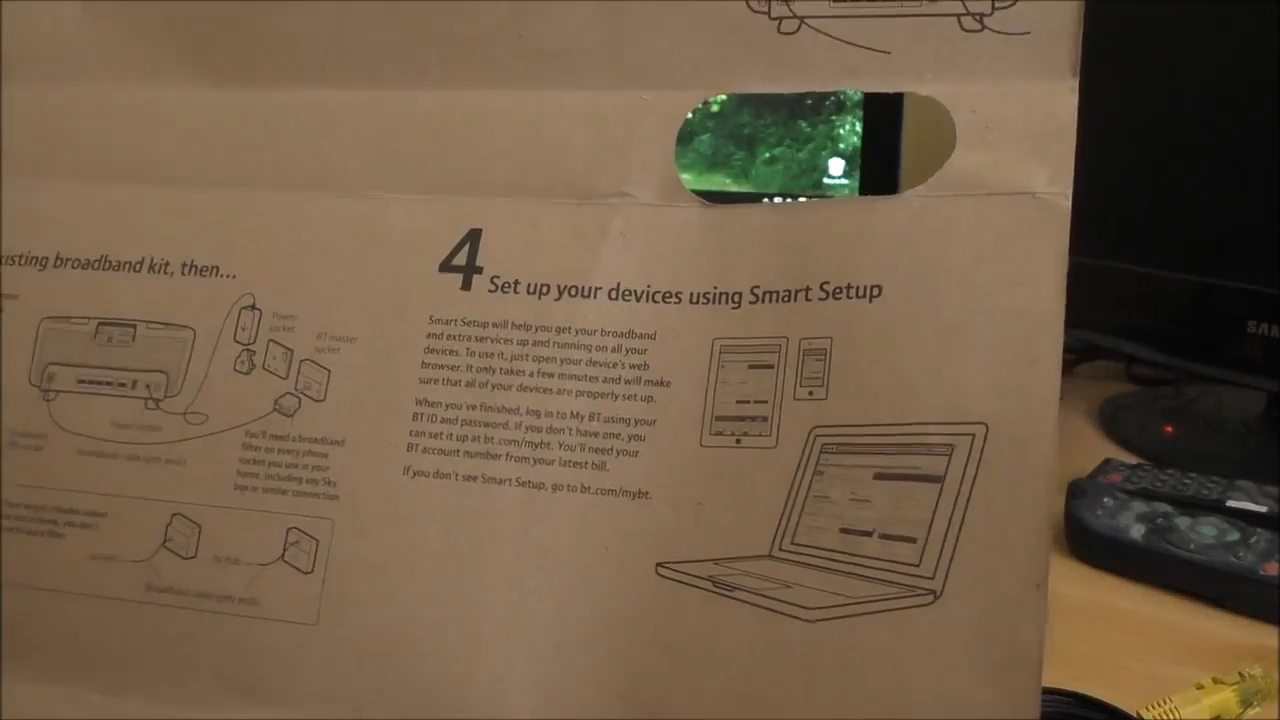 xisting broadband kit, then...
Power
socket
BT master
socket
You'll need a broadband
filter on every phone
socket you use in your
home, including any Sky
box or similar connection
4 Set up your devices using Smart Setup
Smart Setup will help you get your broadband
and extra services up and running on all your
devices. To use it, just open your device's web
browser. It only takes a few minutes and will make
sure that all of your devices are properly set up.
When you've finished, log in to My BT using your
BT ID and password. If you don't have one, you
can set it up at bt.com/mybt. You'll need your
BT account number from your latest bill.
If you don't see Smart Setup, go to bt.com/mybt.
SAM